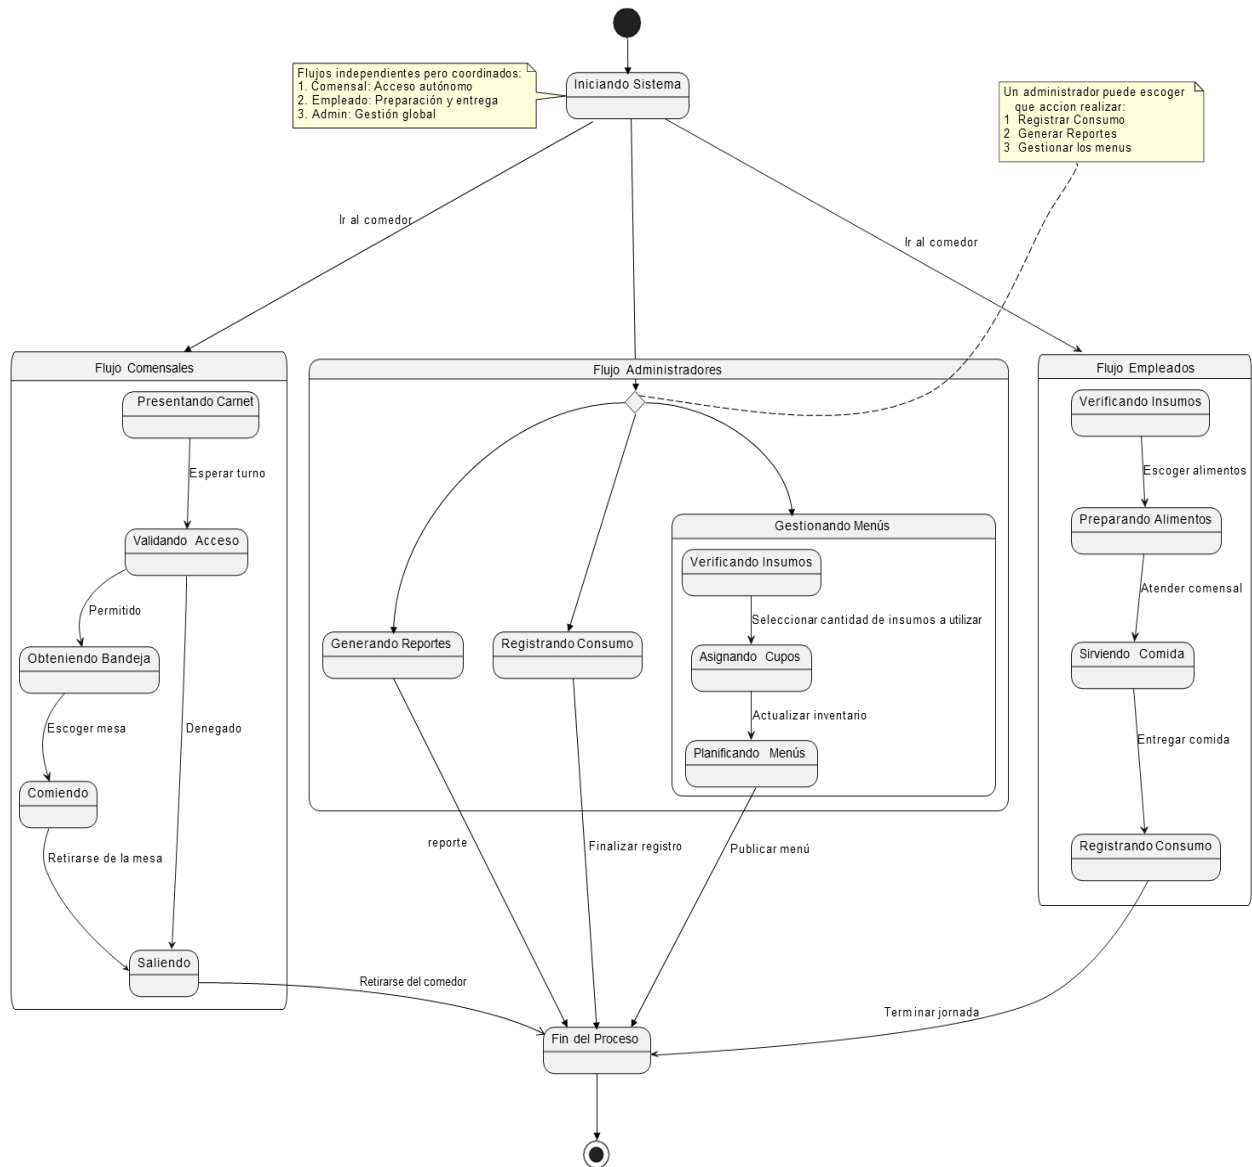 Flujos independientes pero coordinados:
1. Comensal: Acceso autónomo
2. Empleado: Preparación y entrega
3. Admin: Gestión global
Iniciando Sistema
Un administrador puede escoger
que accion realizar:
1 Registrar Consumo
2 Generar Reportes
3 Gestionar los menus
Ir al comedor
Ir al comedor
Flujo Comensales
Presentando Carnet
Esperar turno
Validando Acceso
Permitido
Obteniendo Bandeja
Escoger mesa
Denegado
Comiendo
Retirarse de la mesa
Saliendo
Retirarse del comedor
Flujo Administradores
Generando Reportes
Registrando Consumo
Gestionando Menús
Verificando Insumos
Seleccionar cantidad de insumos a utilizar
Asignando Cupos
Actualizar inventario
Planificando Menús
reporte
Finalizar registro
Publicar menú
Flujo Empleados
Verificando Insumos
Escoger alimentos
Preparando Alimentos
Atender comensal
Sirviendo Comida
Entregar comida
Registrando Consumo
Terminar jornada
Fin del Proceso